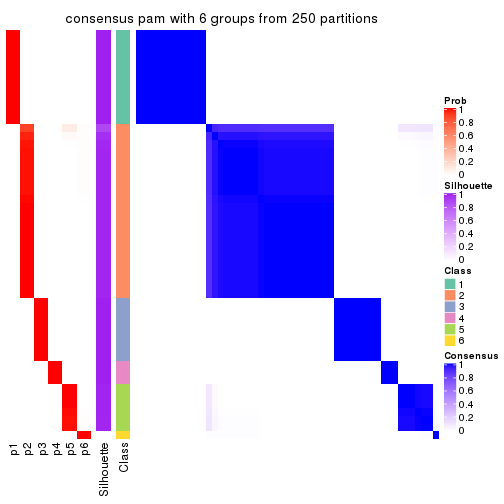 consensus pam with 6 groups from 250 partitions
Prob
1
0.8
0.6
0.4
0.2
0
Silhouette
1
0.8
0.6
0.4
0.2
0
Class
1
2
3
4
5
6
Consensus
1
0.8
0.6
0.4
0.2
0
p1
p2
p3
p4
p5
p6
Silhouette
Class